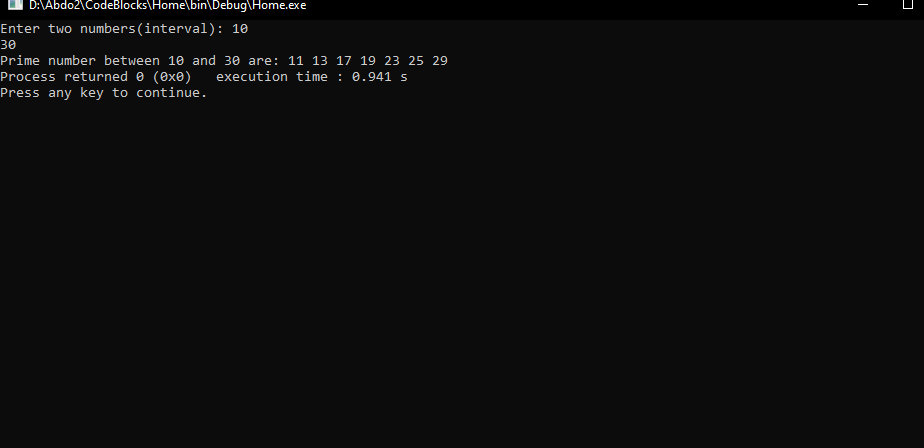 D:\Abdo2\CodeBlocks\Home\bin\Debug\Home.exe
Enter two numbers(interval): 10
30
Prime number between 10 and 30 are: 11 13 17 19 23 25 29
Process returned 0 (0x0)   execution time : 0.941 s
Press any key to continue.